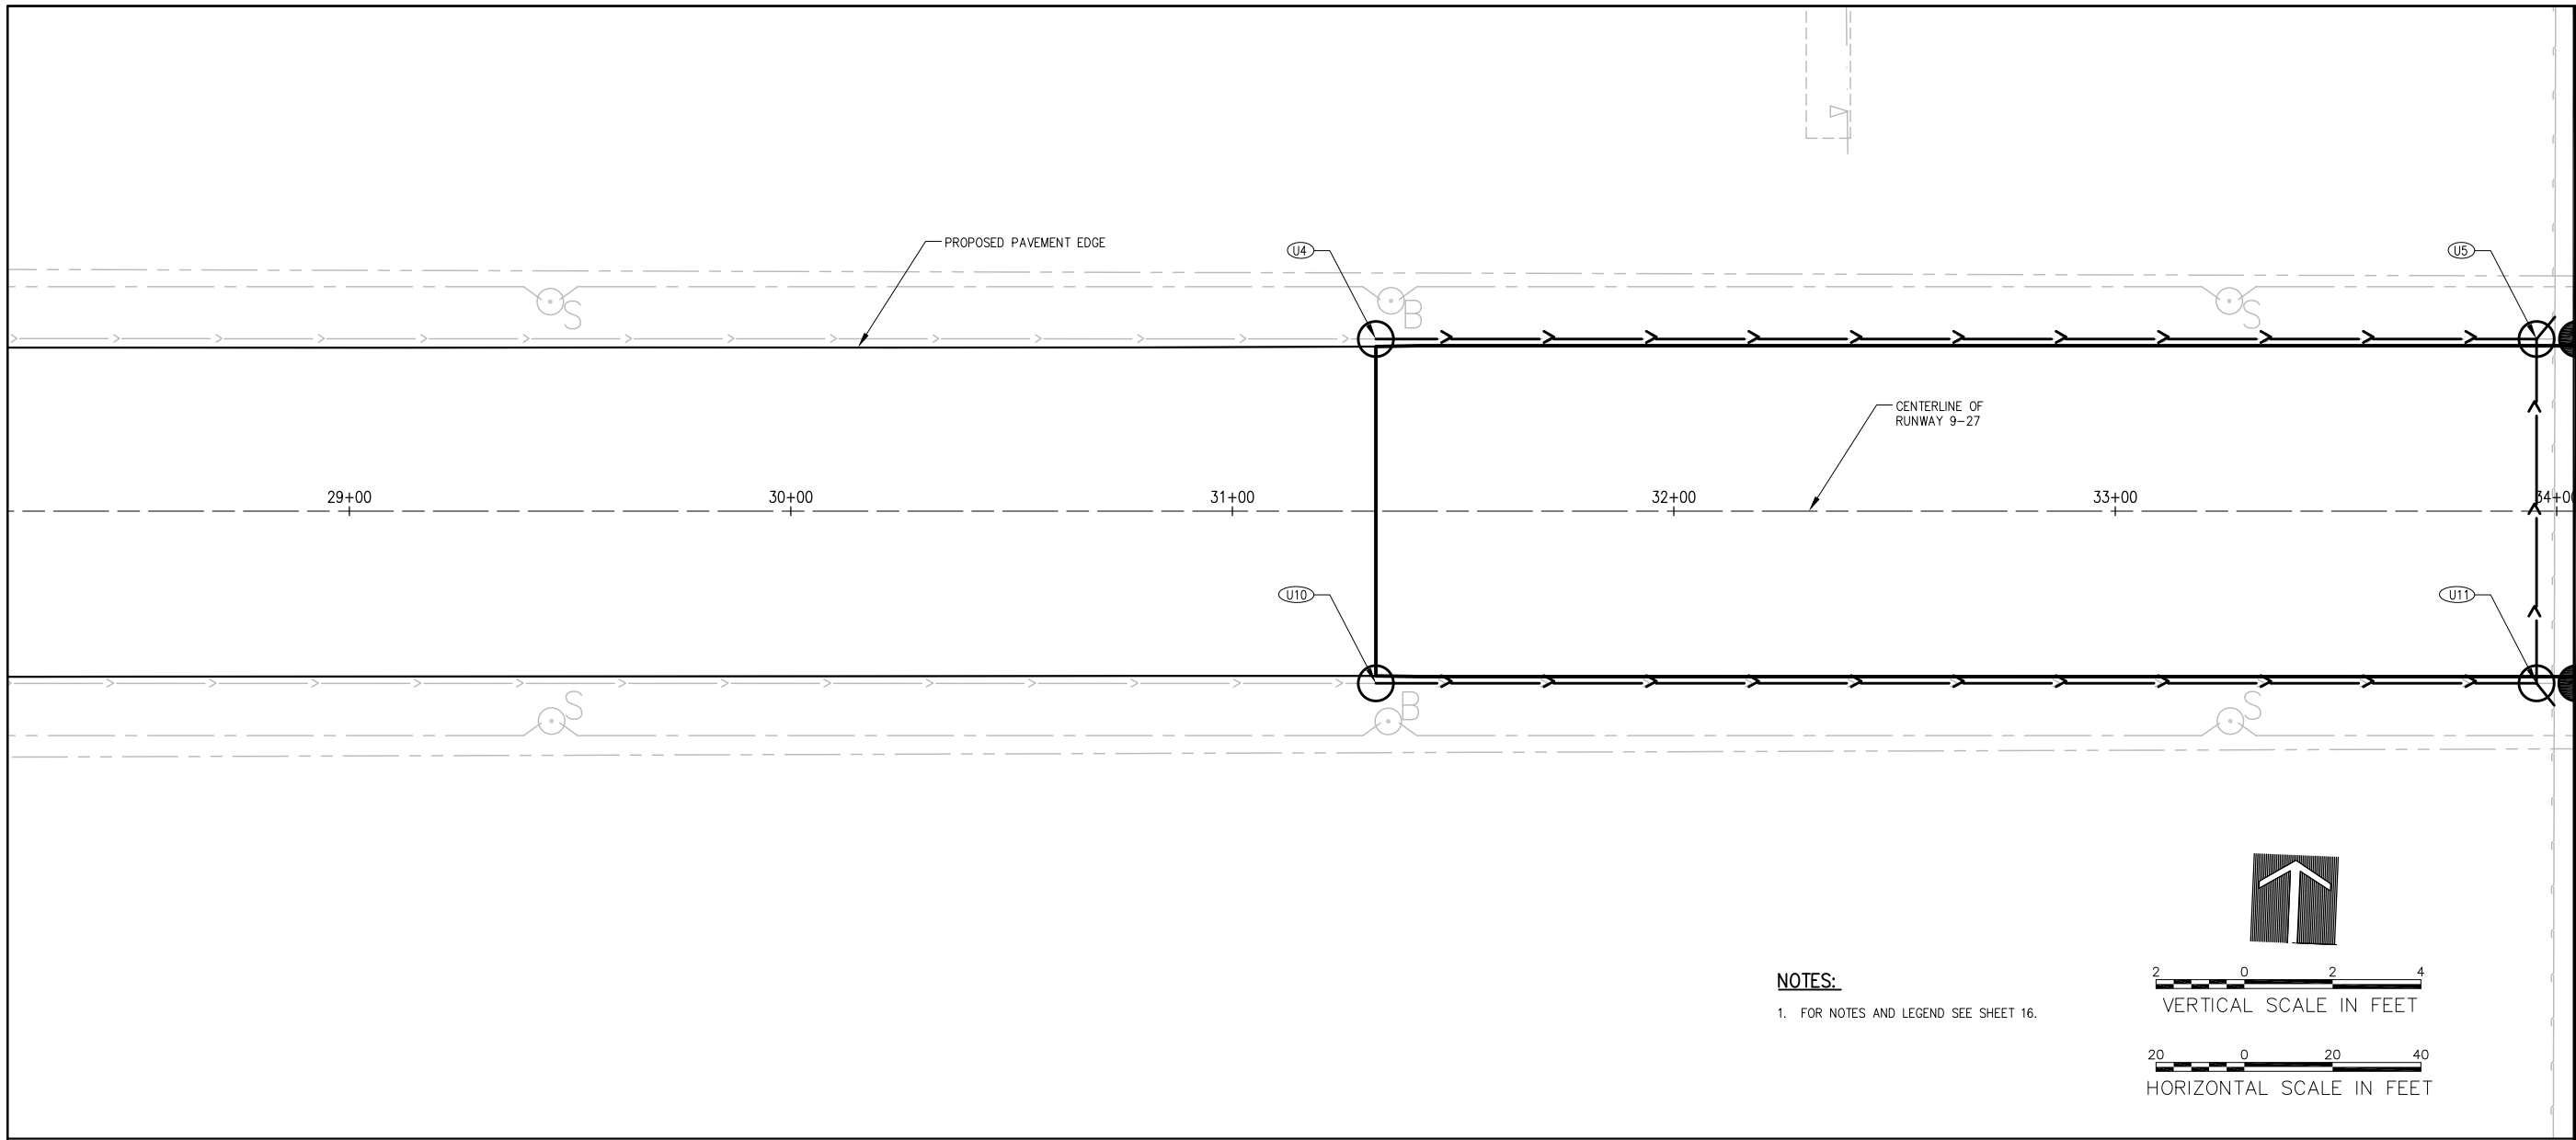 PROPOSED PAVEMENT EDGE
U4
U5
S
B
S
CENTERLINE OF
RUNWAY 9-27
29+00
30+00
31+00
32+00
33+00
34+00
U10
U11
S
B
S
NOTES:
1. FOR NOTES AND LEGEND SEE SHEET 16.
2 0 2 4
VERTICAL SCALE IN FEET
20 0 20 40
HORIZONTAL SCALE IN FEET